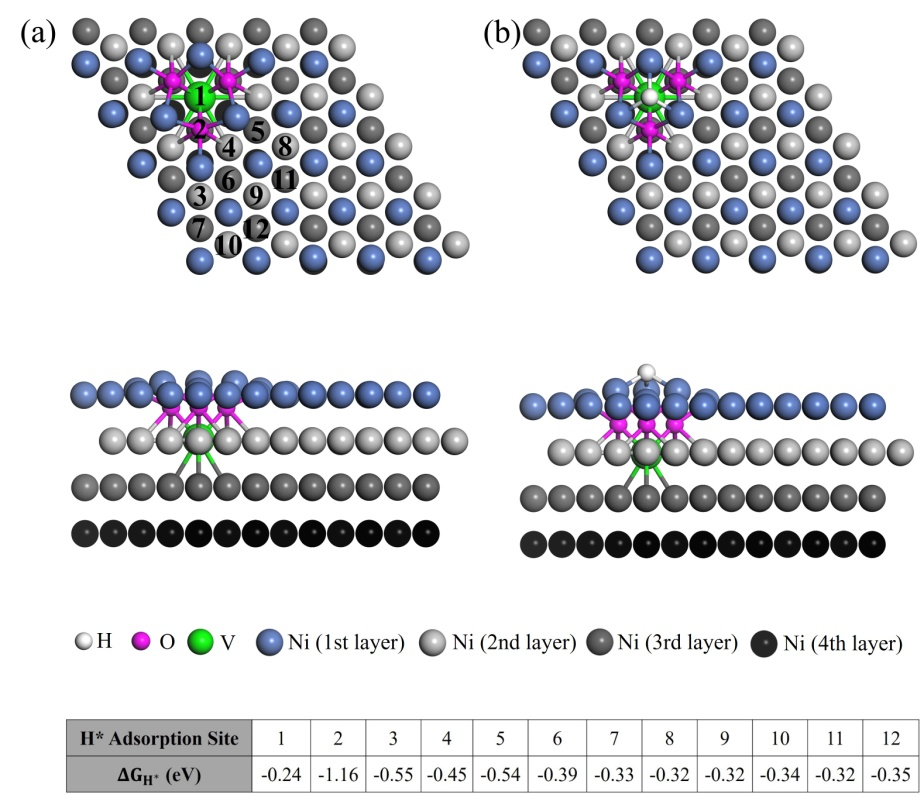 (a)
(b)
1
2
5
4
8
6
11
3
9
7
12
10
H O V Ni (1st layer) Ni (2nd layer) Ni (3rd layer) Ni (4th layer)
H* Adsorption Site 1 2 3 4 5 6 7 8 9 10 11 12
ΔG_H* (eV) -0.24 -1.16 -0.55 -0.45 -0.54 -0.39 -0.33 -0.32 -0.32 -0.34 -0.32 -0.35